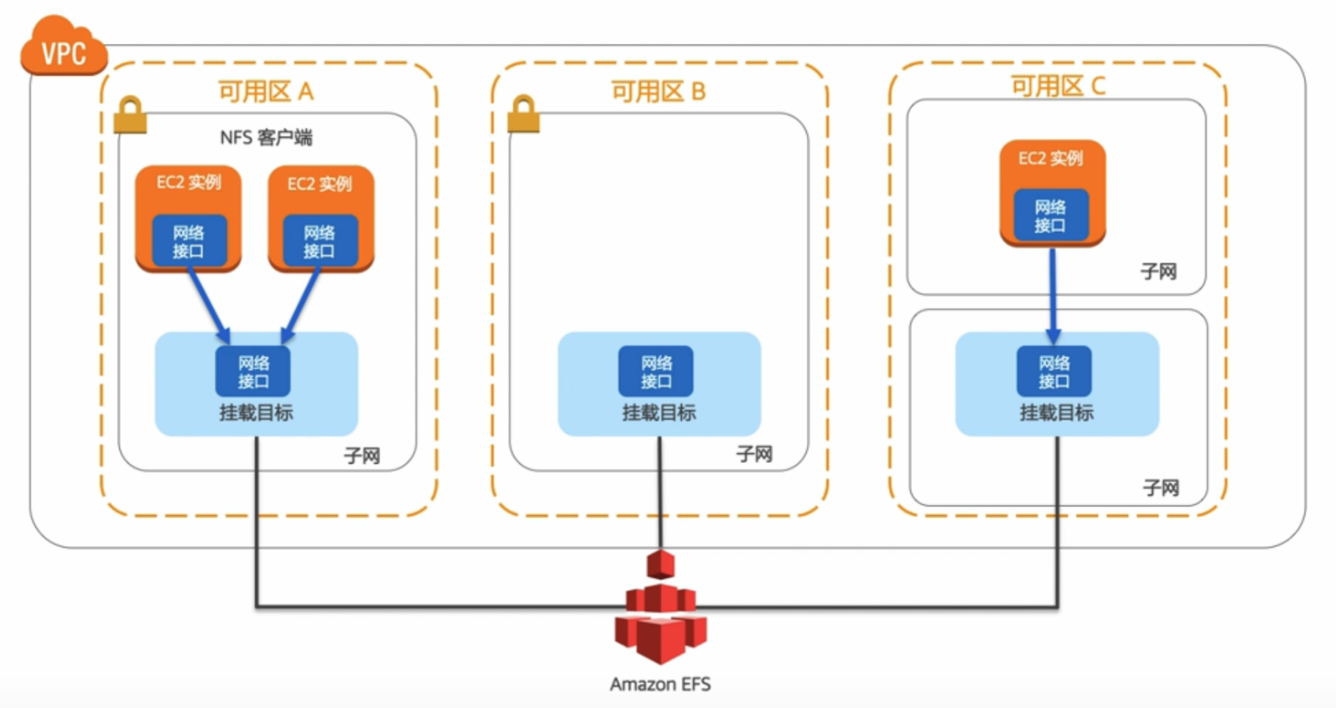 VPC
可用区 A
可用区 B
可用区 C
NFS 客户端
EC2 实例
EC2 实例
EC2 实例
网络
接口
网络
接口
网络
接口
子网
网络
接口
挂载目标
网络
接口
挂载目标
网络
接口
挂载目标
子网
子网
子网
Amazon EFS